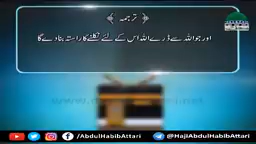 ترجمہ
اور جو اللہ سے ڈرے اللہ اس کے لئے نکلنے کا راستہ بنا دے گا
/AbdulHabibAttari
/HajiAbdulHabibAttari